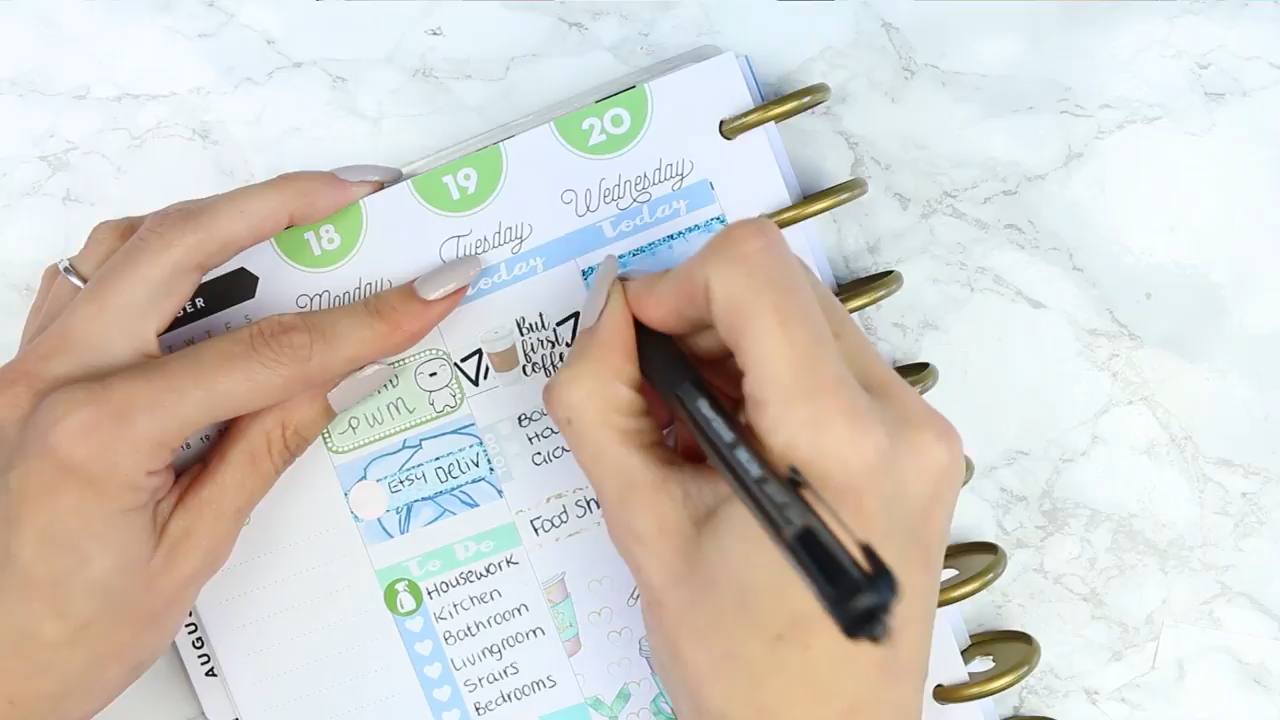 20
19
18
Wednesday
Tuesday
Monday
Today
Today
But
first
PWM
Etsy Deliv
Food Sh
To Do
Housework
Kitchen
Bathroom
Livingroom
Stairs
Bedrooms
AUGU